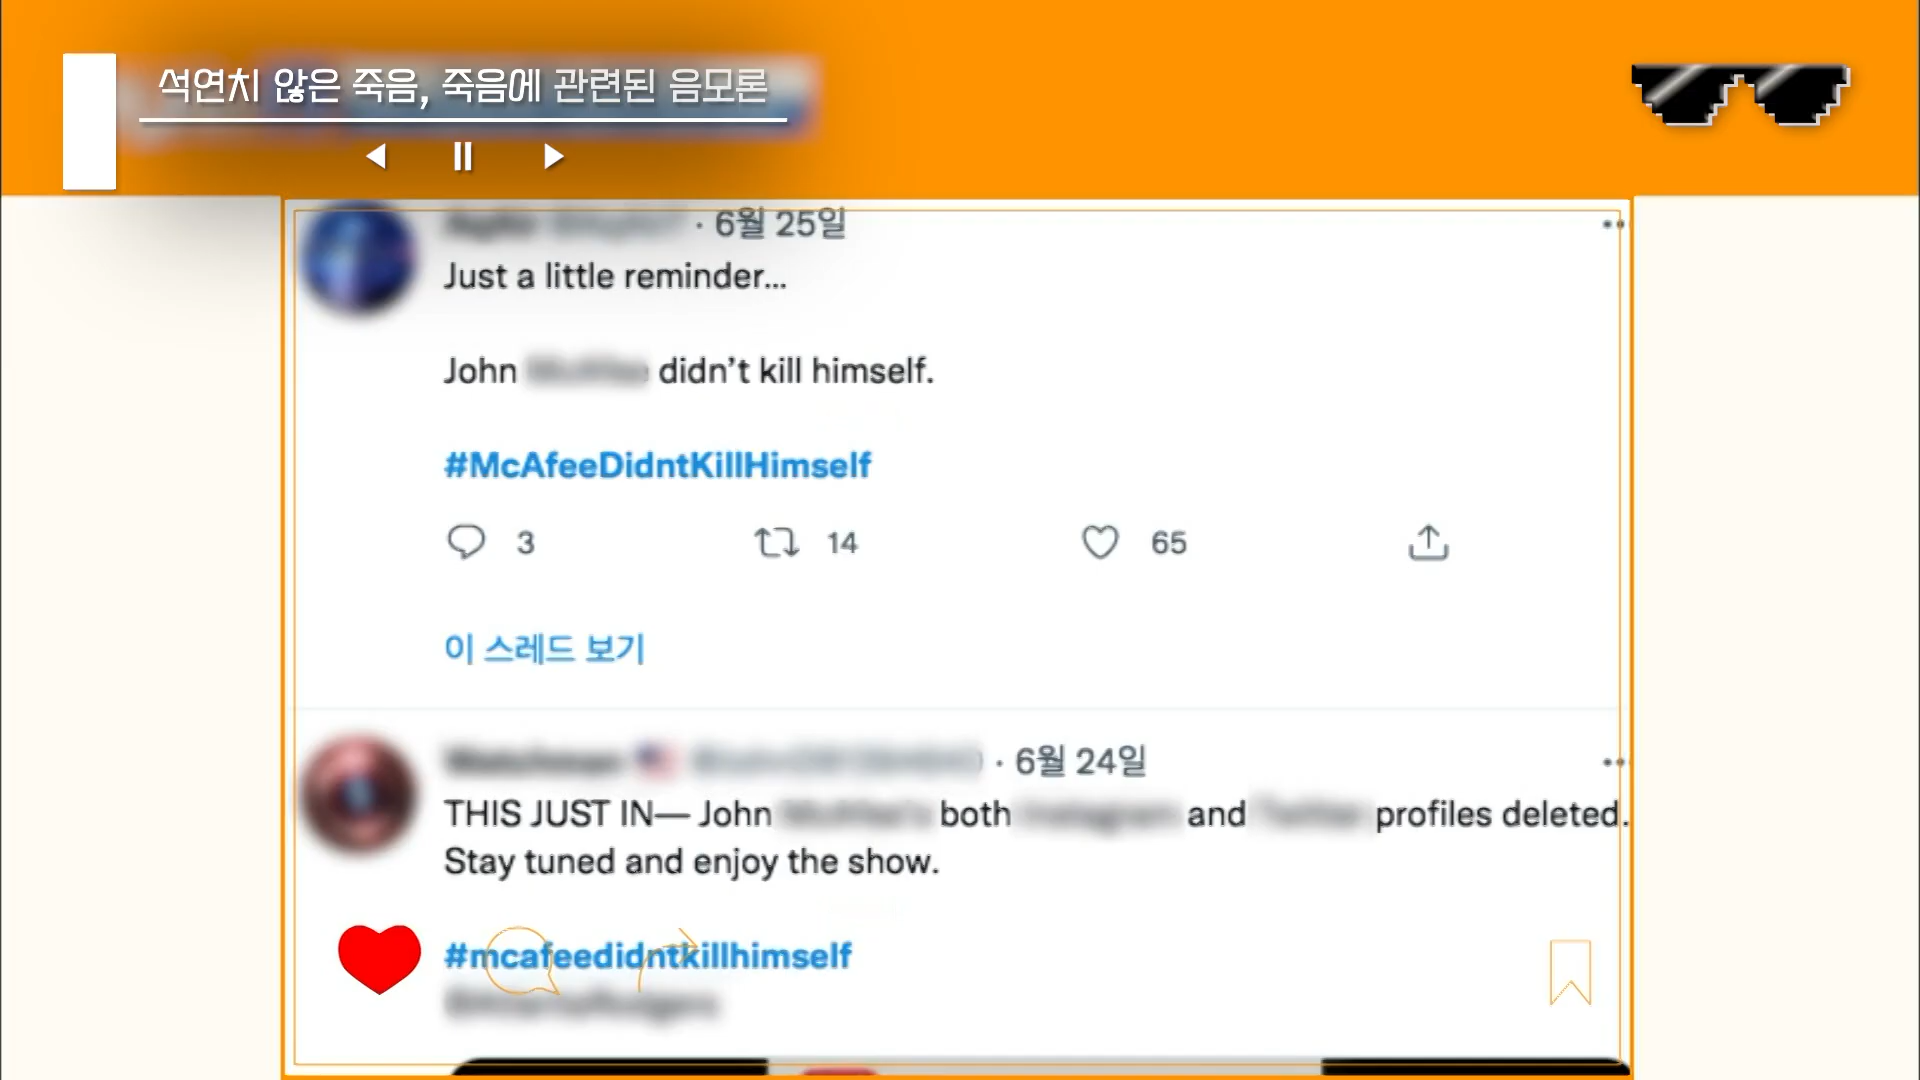 석연치 않은 죽음, 죽음에 관련된 음모론
· 6월 25일
Just a little reminder...
John didn't kill himself.
#McAfeeDidntKillHimself
3 14 65
이 스레드 보기
· 6월 24일
THIS JUST IN— John both and profiles deleted.
Stay tuned and enjoy the show.
#mcafeedidntkillhimself